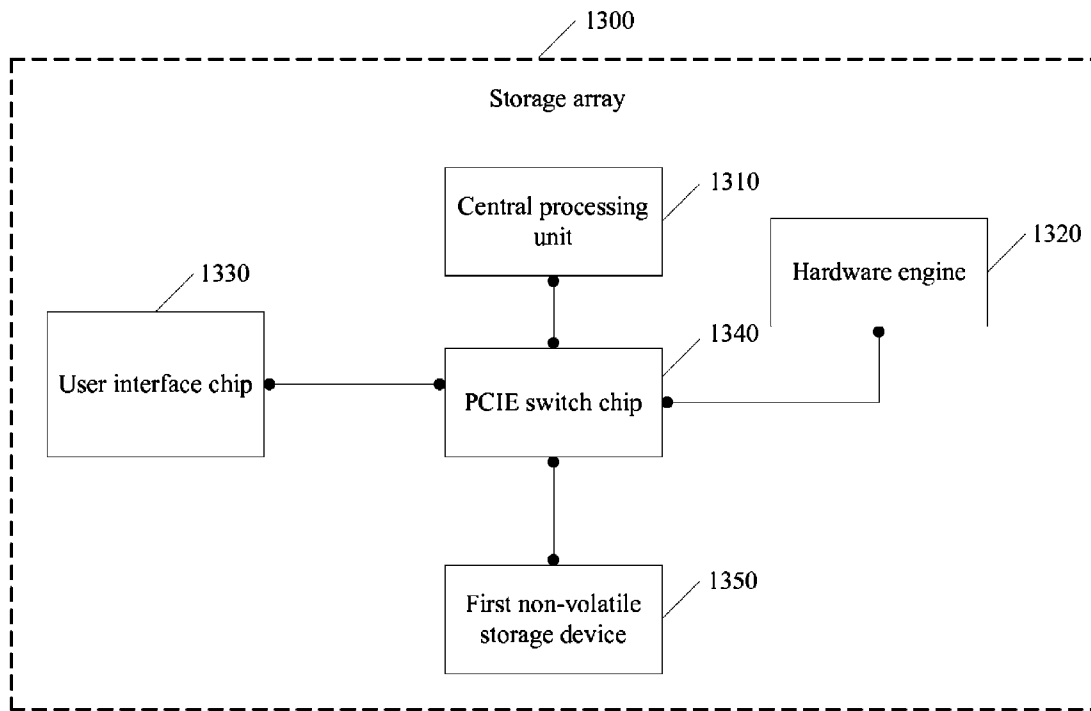 1300
Storage array
1310
Central processing
unit
1320
Hardware engine
1330
User interface chip
1340
PCIE switch chip
1350
First non-volatile
storage device